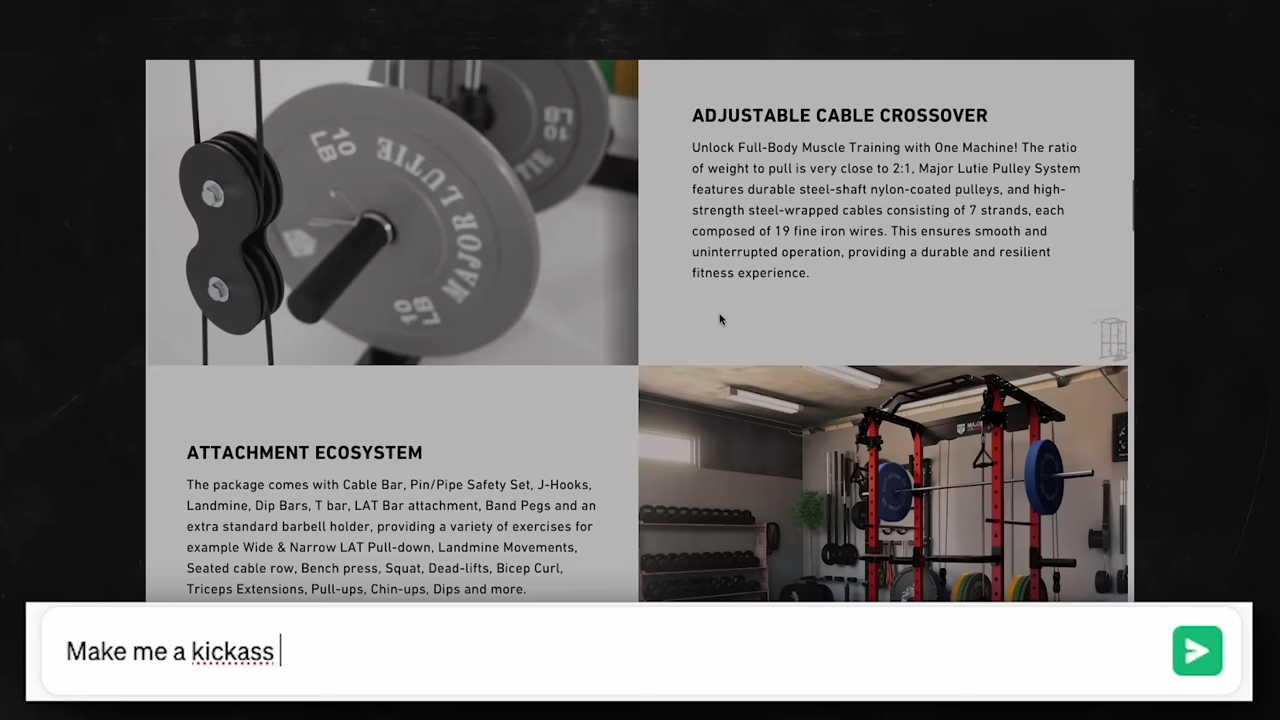 10
LB
MAJOR LUTIE
10
LB
LB
10
TIE
ADJUSTABLE CABLE CROSSOVER
Unlock Full-Body Muscle Training with One Machine! The ratio
of weight to pull is very close to 2:1, Major Lutie Pulley System
features durable steel-shaft nylon-coated pulleys, and high-
strength steel-wrapped cables consisting of 7 strands, each
composed of 19 fine iron wires. This ensures smooth and
uninterrupted operation, providing a durable and resilient
fitness experience.
ATTACHMENT ECOSYSTEM
The package comes with Cable Bar, Pin/Pipe Safety Set, J-Hooks,
Landmine, Dip Bars, T bar, LAT Bar attachment, Band Pegs and an
extra standard barbell holder, providing a variety of exercises for
example Wide & Narrow LAT Pull-down, Landmine Movements,
Seated cable row, Bench press, Squat, Dead-lifts, Bicep Curl,
Triceps Extensions, Pull-ups, Chin-ups, Dips and more.
Make me a kickass